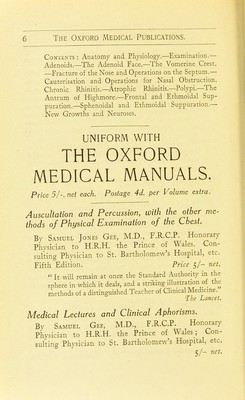 6 The Oxford Medical Publications.
Contents: Anatomy and Physiology.—Examination.—
Adenoids.—The Adenoid Face.—The Vomerine Crest.
—Fracture of the Nose and Operations on the Septum.—
Cauterisation and Operations for Nasal Obstruction.
Chronic Rhinitis.—Atrophic Rhinitis.—Polypi.—The
Antrum of Highmore.—Frontal and Ethmoidal Sup-
puration.—Sphenoidal and Ethmoidal Suppuration.—
New Growths and Neuroses.
UNIFORM WITH
THE OXFORD
MEDICAL MANUALS.
Price 5/-. net each. Postage 4d. per Volume extra.
Auscultation and Percussion, with the other me-
thods of Physical Examination of the Chest.
By Samuel Jones Gee, M.D., F.R.C.P. Honorary
Physician to H.R.H. the Prince of Wales. Con-
sulting Physician to St. Bartholomew's Hospital, etc.
Fifth Edition. Price 5/- net.
"It will remain at once the Standard Authority in the
sphere in which it deals, and a striking illustration of the
methods of a distinguished Teacher of Clinical Medicine."
The Lancet.
Medical Lectures and Clinical Aphorisms.
By Samuel Gee, M.D., F.R.C.P. Honorary
Physician to H.R.H. the Prince of Wales; Con-
sulting Physician to St. Bartholomew's Hospital, etc.
5/- net.